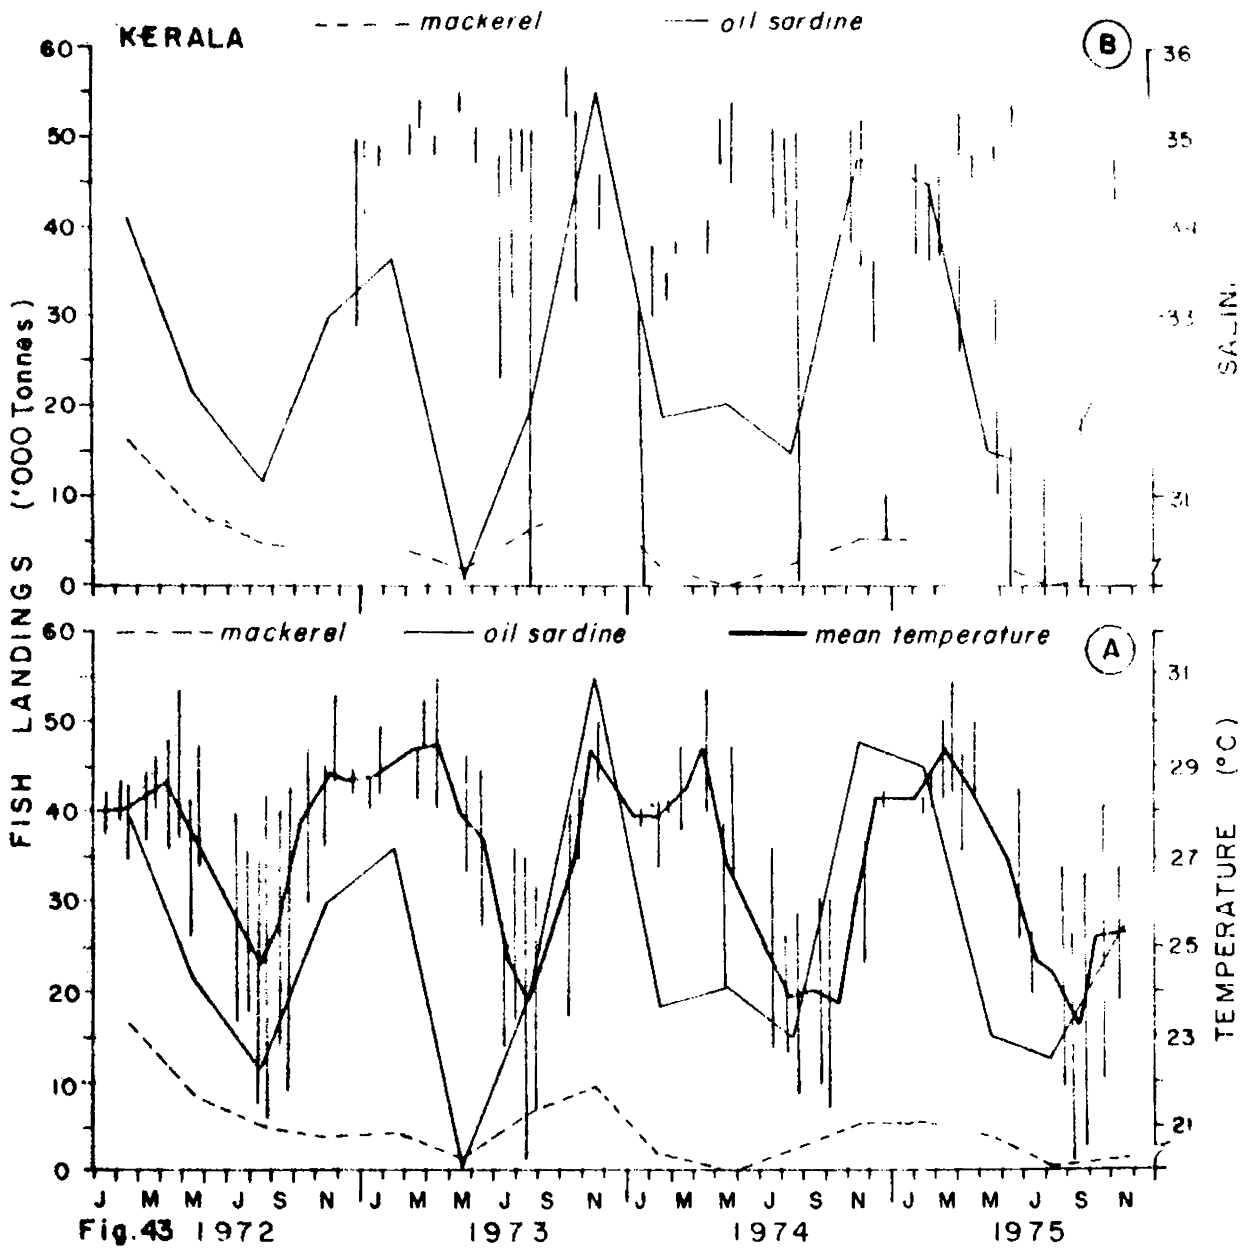 KERALA
mackerel
oil sardine
B
60
50
40
30
20
10
0
36
35
34
33
31
FISH LANDINGS ('000 Tonnes)
A
mackerel
oil sardine
mean temperature
60
50
40
30
20
10
0
31
29
27
25
23
21
TEMPERATURE (°C)
J M M J S N J M M J S N J M M J S N J M M J S N
Fig.43 1972 1973 1974 1975